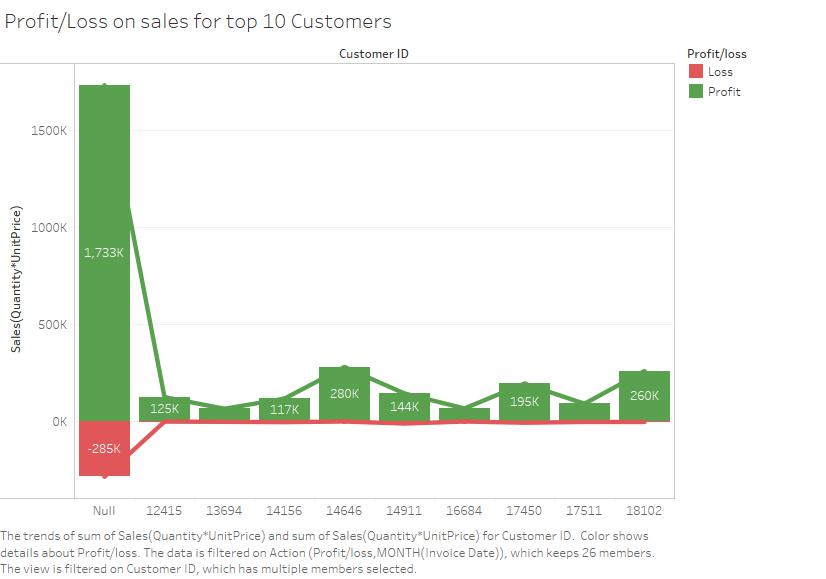 Profit/Loss on sales for top 10 Customers
Customer ID
Profit/loss
Loss
Profit
Sales(Quantity*UnitPrice)
1500K
1000K
500K
0K
1,733K
-285K
125K
117K
280K
144K
195K
260K
Null 12415 13694 14156 14646 14911 16684 17450 17511 18102
The trends of sum of Sales(Quantity*UnitPrice) and sum of Sales(Quantity*UnitPrice) for Customer ID.  Color shows
details about Profit/loss. The data is filtered on Action (Profit/loss,MONTH(Invoice Date)), which keeps 26 members.
The view is filtered on Customer ID, which has multiple members selected.